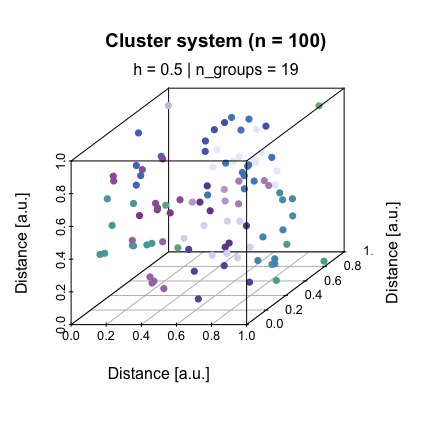 Cluster system (n = 100)
h = 0.5 | n_groups = 19
1.0
0.8
0.6
0.4
0.2
0.0
Distance [a.u.]
0.0 0.2 0.4 0.6 0.8 1.0
Distance [a.u.]
1.
0.8
0.6
0.4
0.2
0.0
Distance [a.u.]